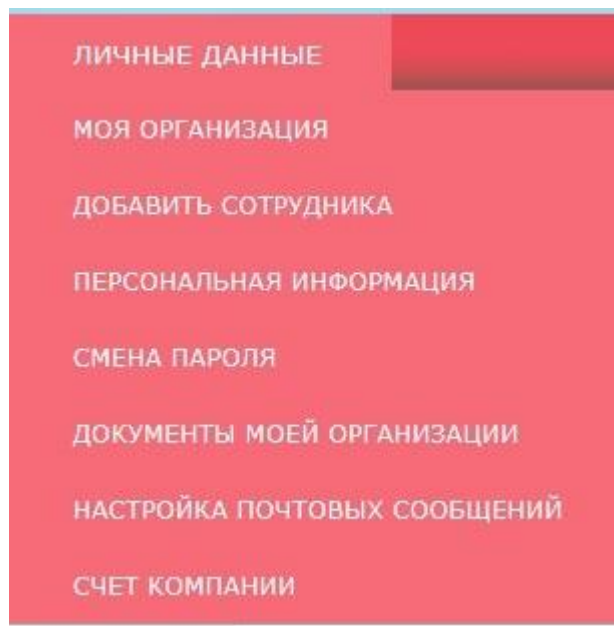 ЛИЧНЫЕ ДАННЫЕ
МОЯ ОРГАНИЗАЦИЯ
ДОБАВИТЬ СОТРУДНИКА
ПЕРСОНАЛЬНАЯ ИНФОРМАЦИЯ
СМЕНА ПАРОЛЯ
ДОКУМЕНТЫ МОЕЙ ОРГАНИЗАЦИИ
НАСТРОЙКА ПОЧТОВЫХ СООБЩЕНИЙ
СЧЕТ КОМПАНИИ